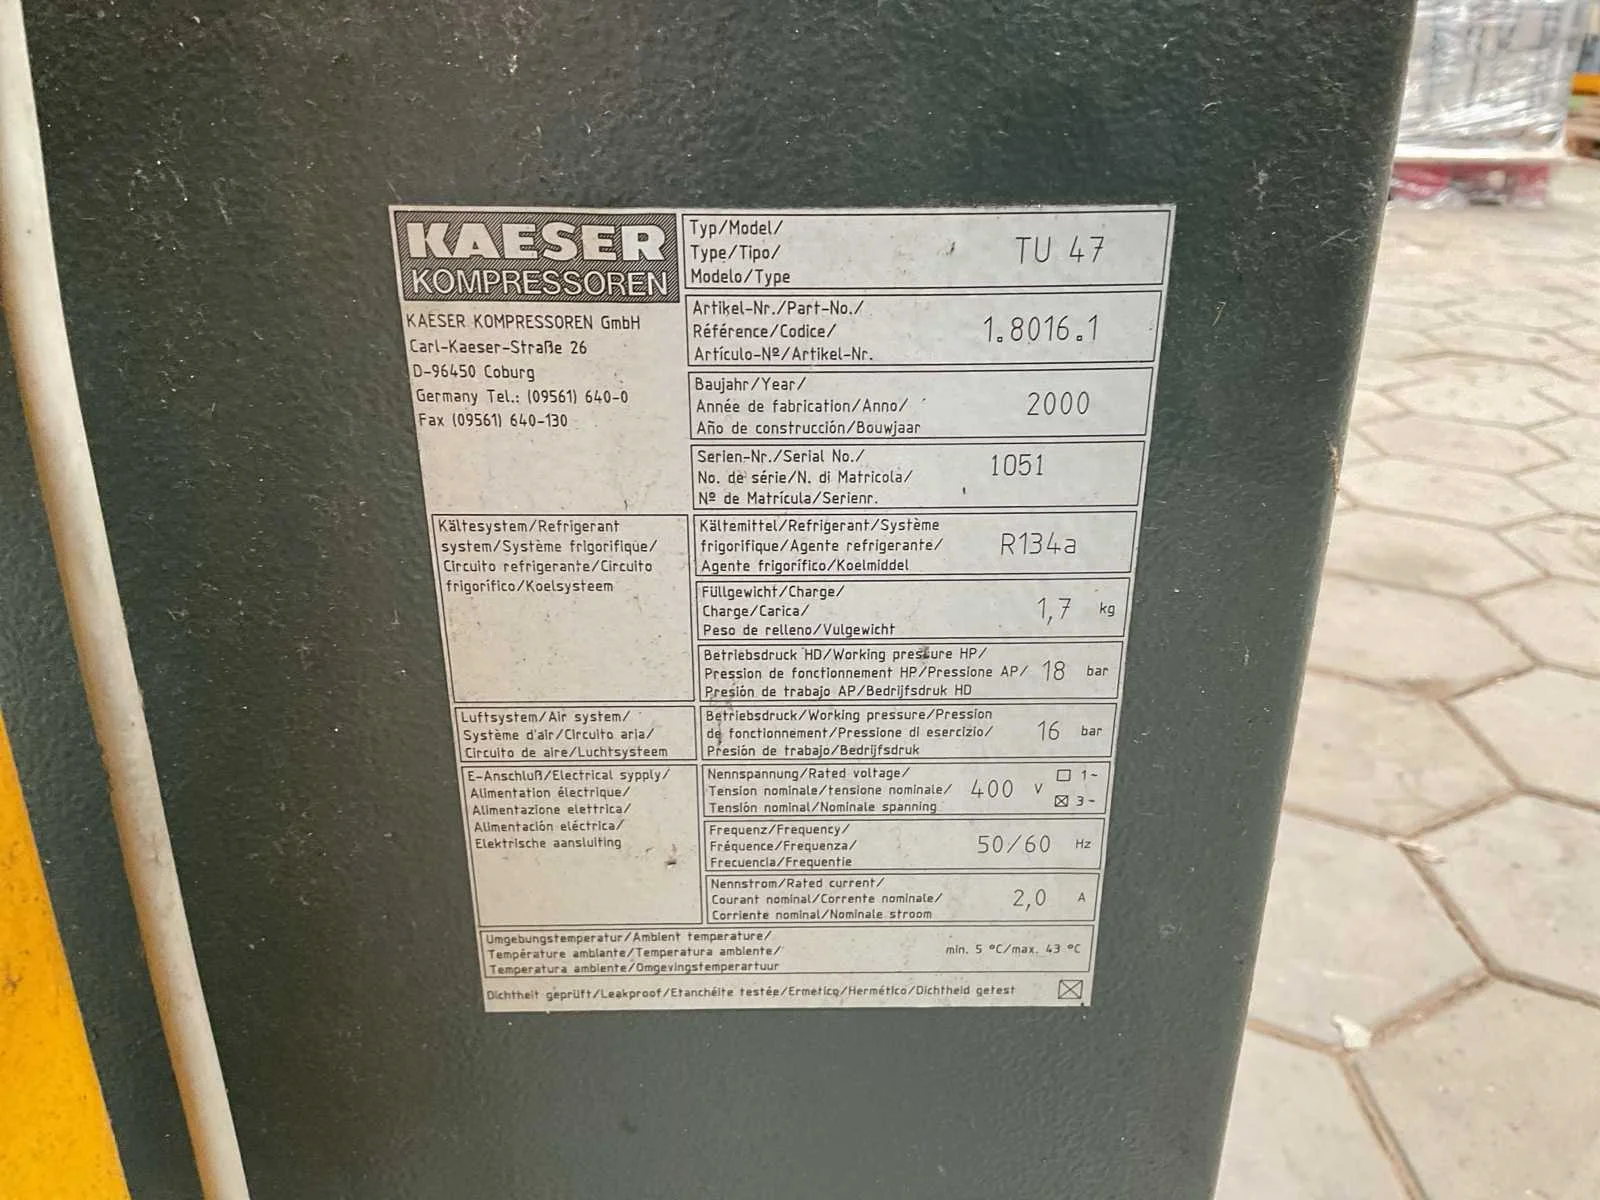 KAESER
KOMPRESSOREN
KAESER KOMPRESSOREN GmbH
Carl-Kaeser-Straße 26
D-96450 Coburg
Germany Tel.: (09561) 640-0
Fax (09561) 640-130
Typ/Model/
Type/Tipo/
Modelo/Type
TU 47
Artikel-Nr./Part-No./
Référence/Codice/
Artículo-Nº/Artikel-Nr.
1.8016.1
Baujahr/Year/
Année de fabrication/Anno/
Año de construcción/Bouwjaar
2000
Serien-Nr./Serial No./
No. de série/N. di Matricola/
Nº de Matrícula/Serienr.
1051
Kältesystem/Refrigerant
system/Système frigorifique/
Circuito refrigerante/Circuito
frigorífico/Koelsysteem
Kältemittel/Refrigerant/Système
frigorifique/Agente refrigerante/
Agente frigorífico/Koelmiddel
R134a
Füllgewicht/Charge/
Charge/Carica/
Peso de relleno/Vulgewicht
1,7 kg
Betriebsdruck HD/Working pressure HP/
Pression de fonctionnement HP/Pressione AP/
Presión de trabajo AP/Bedrijfsdruk HD
18 bar
Luftsystem/Air system/
Système d'air/Circuito aria/
Circuito de aire/Luchtsysteem
Betriebsdruck/Working pressure/Pression
de fonctionnement/Pressione di esercizio/
Presión de trabajo/Bedrijfsdruk
16 bar
E-Anschluß/Electrical sypply/
Alimentation électrique/
Alimentazione elettrica/
Alimentación eléctrica/
Elektrische aansluiting
Nennspannung/Rated voltage/
Tension nominale/tensione nominale/
Tensión nominal/Nominale spanning
400 V
☐ 1~
☒ 3~
Frequenz/Frequency/
Fréquence/Frequenza/
Frecuencia/Frequentie
50/60 Hz
Nennstrom/Rated current/
Courant nominal/Corrente nominale/
Corriente nominal/Nominale stroom
2,0 A
Umgebungstemperatur/Ambient temperature/
Température ambiante/Temperatura ambiente/
Temperatura ambiente/Omgevingstemperartuur
min. 5 °C/max. 43 °C
Dichtheit geprüft/Leakproof/Etanchéite testée/Ermetico/Hermético/Dichtheid getest ☒